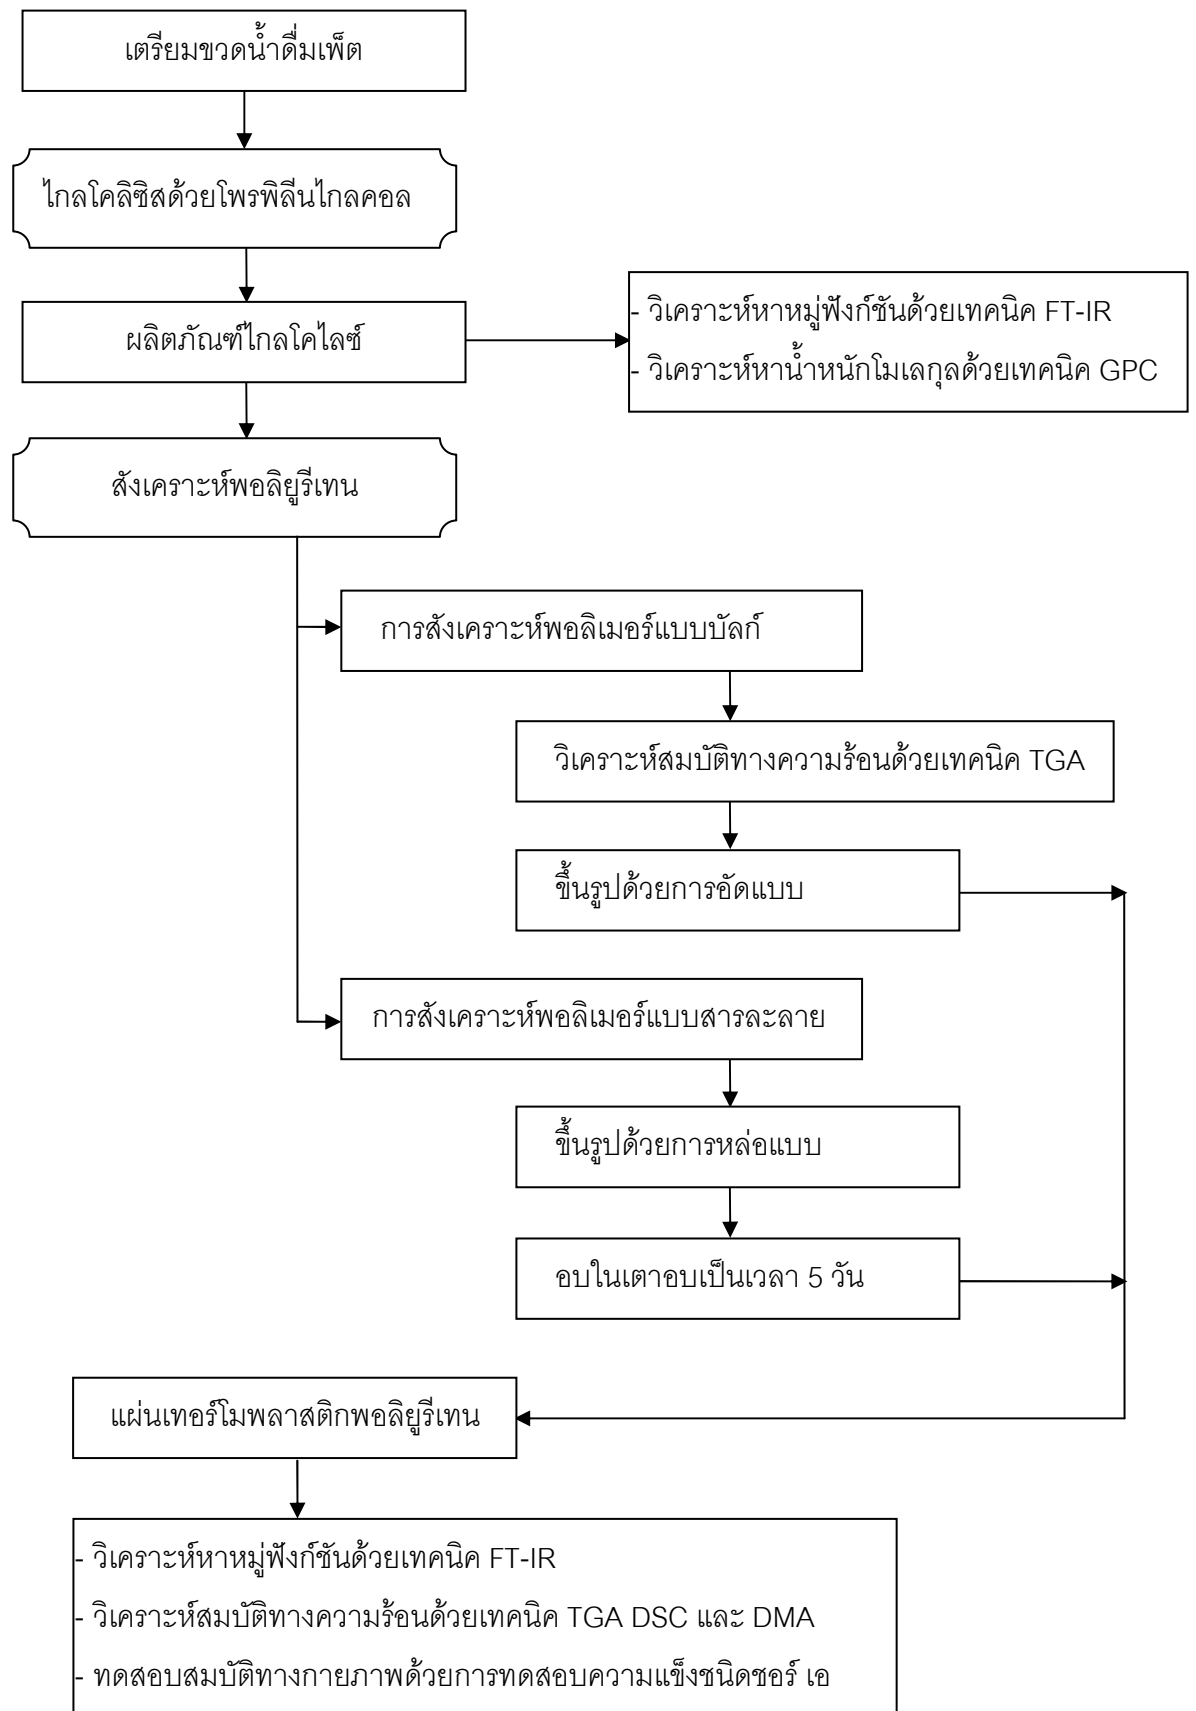 เตรียมขวดน้ำดื่มเพ็ต
ไกลโคลิซิสด้วยโพรพิลีนไกลคอล
ผลิตภัณฑ์ไกลโคไลซ์
- วิเคราะห์หาหมู่ฟังก์ชันด้วยเทคนิค FT-IR
- วิเคราะห์หาน้ำหนักโมเลกุลด้วยเทคนิค GPC
สังเคราะห์พอลิยูรีเทน
การสังเคราะห์พอลิเมอร์แบบบัลก์
วิเคราะห์สมบัติทางความร้อนด้วยเทคนิค TGA
ขึ้นรูปด้วยการอัดแบบ
การสังเคราะห์พอลิเมอร์แบบสารละลาย
ขึ้นรูปด้วยการหล่อแบบ
อบในเตาอบเป็นเวลา 5 วัน
แผ่นเทอร์โมพลาสติกพอลิยูรีเทน
- วิเคราะห์หาหมู่ฟังก์ชันด้วยเทคนิค FT-IR
- วิเคราะห์สมบัติทางความร้อนด้วยเทคนิค TGA DSC และ DMA
- ทดสอบสมบัติทางกายภาพด้วยการทดสอบความแข็งชนิดชอร์ เอ